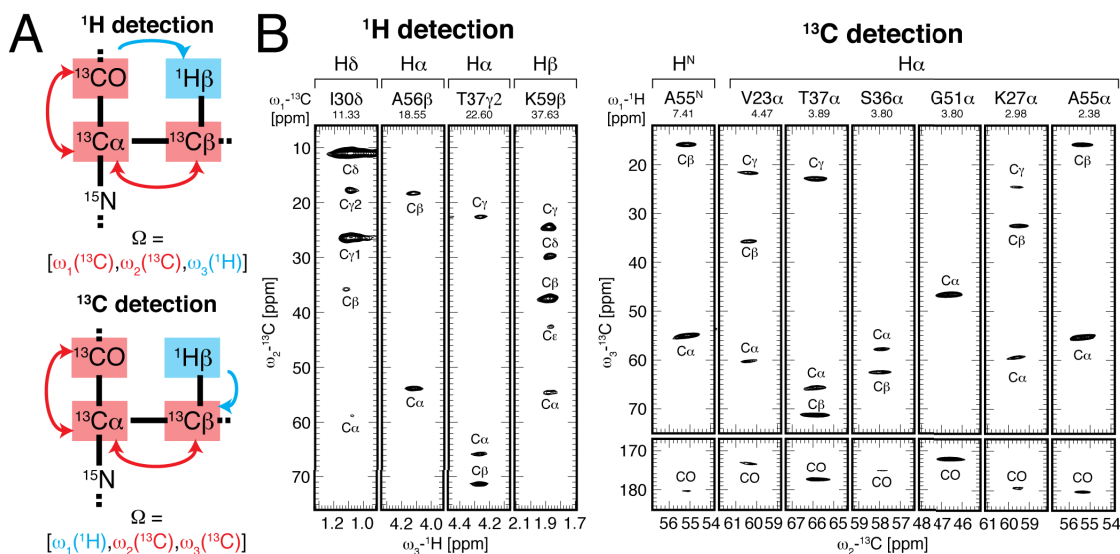 A
¹H detection
¹³CO
¹Hβ
¹³Cα
¹³Cβ
¹⁵N
Ω =
[ω₁(¹³C),ω₂(¹³C),ω₃(¹H)]
¹³C detection
¹³CO
¹Hβ
¹³Cα
¹³Cβ
¹⁵N
Ω =
[ω₁(¹H),ω₂(¹³C),ω₃(¹³C)]
B
¹H detection
Hδ Hα Hα Hβ
ω₁-¹³C I30δ A56β T37γ2 K59β
[ppm] 11.33 18.55 22.60 37.63
ω₂-¹³C [ppm]
10
20
30
40
50
60
70
Cδ
Cγ2
Cγ1
Cβ
Cα
Cβ
Cα
Cγ
Cα
Cβ
Cγ
Cδ
Cβ
Cε
Cα
1.2 1.0 4.2 4.0 4.4 4.2 2.1 1.9 1.7
ω₃-¹H [ppm]
¹³C detection
Hᴺ Hα
ω₁-¹H A55ᴺ V23α T37α S36α G51α K27α A55α
[ppm] 7.41 4.47 3.89 3.80 3.80 2.98 2.38
ω₃-¹³C [ppm]
20
30
40
50
60
70
170
180
Cβ
Cα
CO
Cγ
Cβ
Cα
CO
Cγ
Cα
Cβ
CO
Cα
Cβ
CO
Cα
CO
Cγ
Cβ
Cα
CO
Cβ
Cα
CO
56 55 54 61 60 59 67 66 65 59 58 57 48 47 46 61 60 59 56 55 54
ω₂-¹³C [ppm]